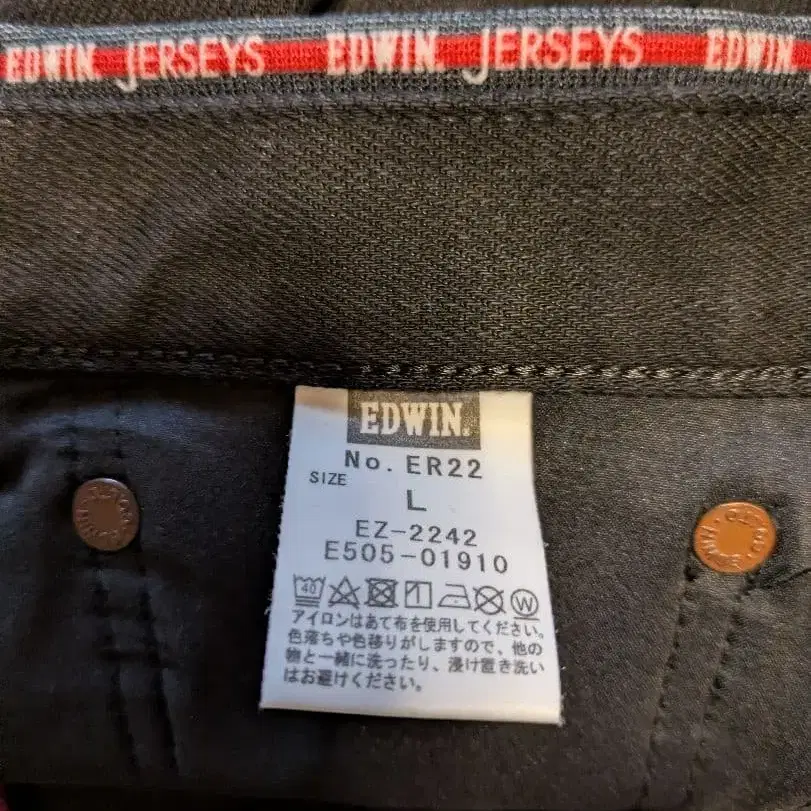 EDWIN. JERSEYS EDWIN. JERSEYS EDWIN
EDWIN.
No. ER22
SIZE
L
EZ-2242
E505-01910
40 W
アイロンはあて布を使用してください。
色落ちや色移りがしますので、他の
物と一緒に洗ったり、浸け置き洗い
はお避けください。